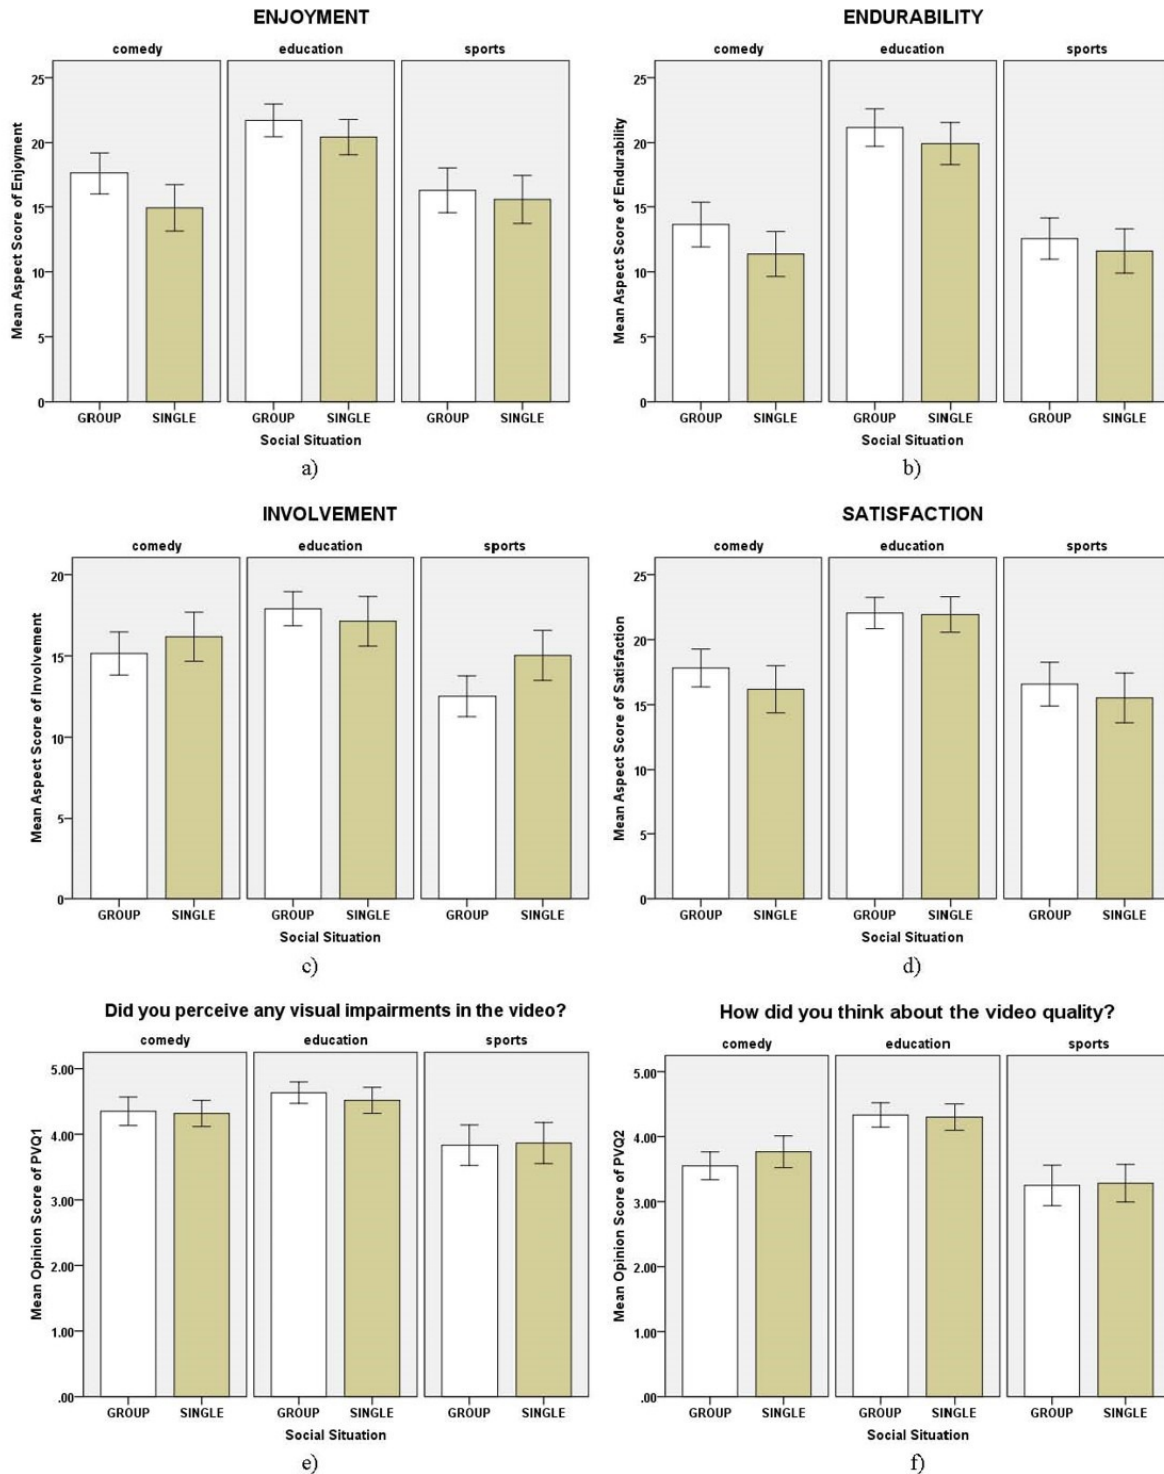 ENJOYMENT
comedy education sports
Mean Aspect Score of Enjoyment
25
20
15
10
5
0
GROUP SINGLE GROUP SINGLE GROUP SINGLE
Social Situation
a)
ENDURABILITY
comedy education sports
Mean Aspect Score of Endurability
25
20
15
10
5
0
GROUP SINGLE GROUP SINGLE GROUP SINGLE
Social Situation
b)
INVOLVEMENT
comedy education sports
Mean Aspect Score of Involvement
20
15
10
5
0
GROUP SINGLE GROUP SINGLE GROUP SINGLE
Social Situation
c)
SATISFACTION
comedy education sports
Mean Aspect Score of Satisfaction
25
20
15
10
5
0
GROUP SINGLE GROUP SINGLE GROUP SINGLE
Social Situation
d)
Did you perceive any visual impairments in the video?
comedy education sports
Mean Opinion Score of PVQ1
5.00
4.00
3.00
2.00
1.00
.00
GROUP SINGLE GROUP SINGLE GROUP SINGLE
Social Situation
e)
How did you think about the video quality?
comedy education sports
Mean Opinion Score of PVQ2
5.00
4.00
3.00
2.00
1.00
.00
GROUP SINGLE GROUP SINGLE GROUP SINGLE
Social Situation
f)